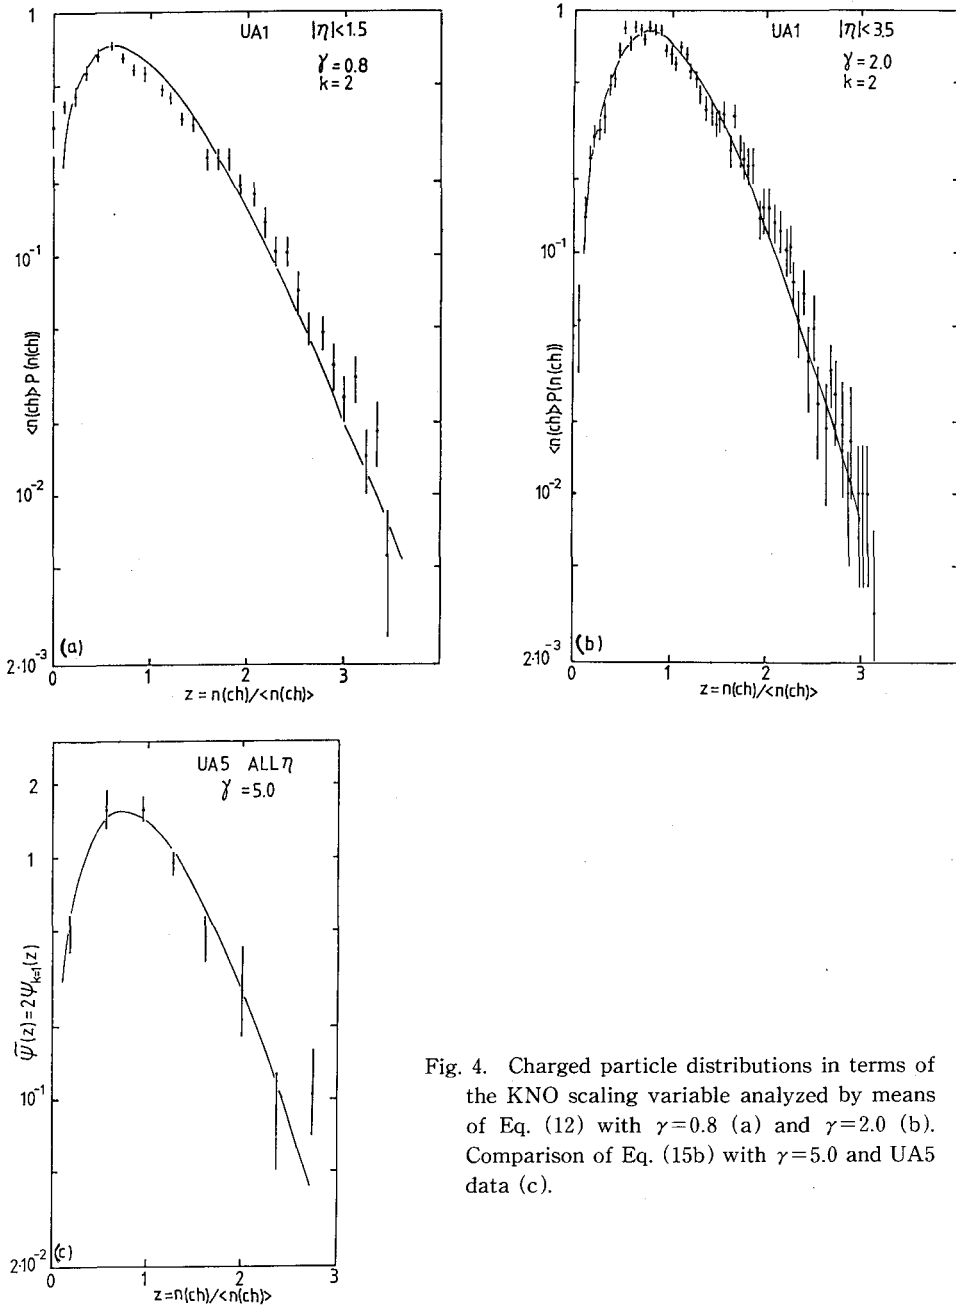 1
UA1 |η|<1.5
γ=0.8
k=2
10⁻¹
<n(ch)>P(n(ch))
10⁻²
(a)
2·10⁻³
0 1 2 3
z=n(ch)/<n(ch)>
1
UA1 |η|<3.5
γ=2.0
k=2
10⁻¹
<n(ch)>P(n(ch))
10⁻²
(b)
2·10⁻³
0 1 2 3
z=n(ch)/<n(ch)>
UA5 ALL η
γ=5.0
2
1
ψ̃(z)=2ψₖ₌₁(z)
10⁻¹
(c)
2·10⁻²
0 1 2 3
z=n(ch)/<n(ch)>
Fig. 4. Charged particle distributions in terms of
the KNO scaling variable analyzed by means
of Eq. (12) with γ=0.8 (a) and γ=2.0 (b).
Comparison of Eq. (15b) with γ=5.0 and UA5
data (c).